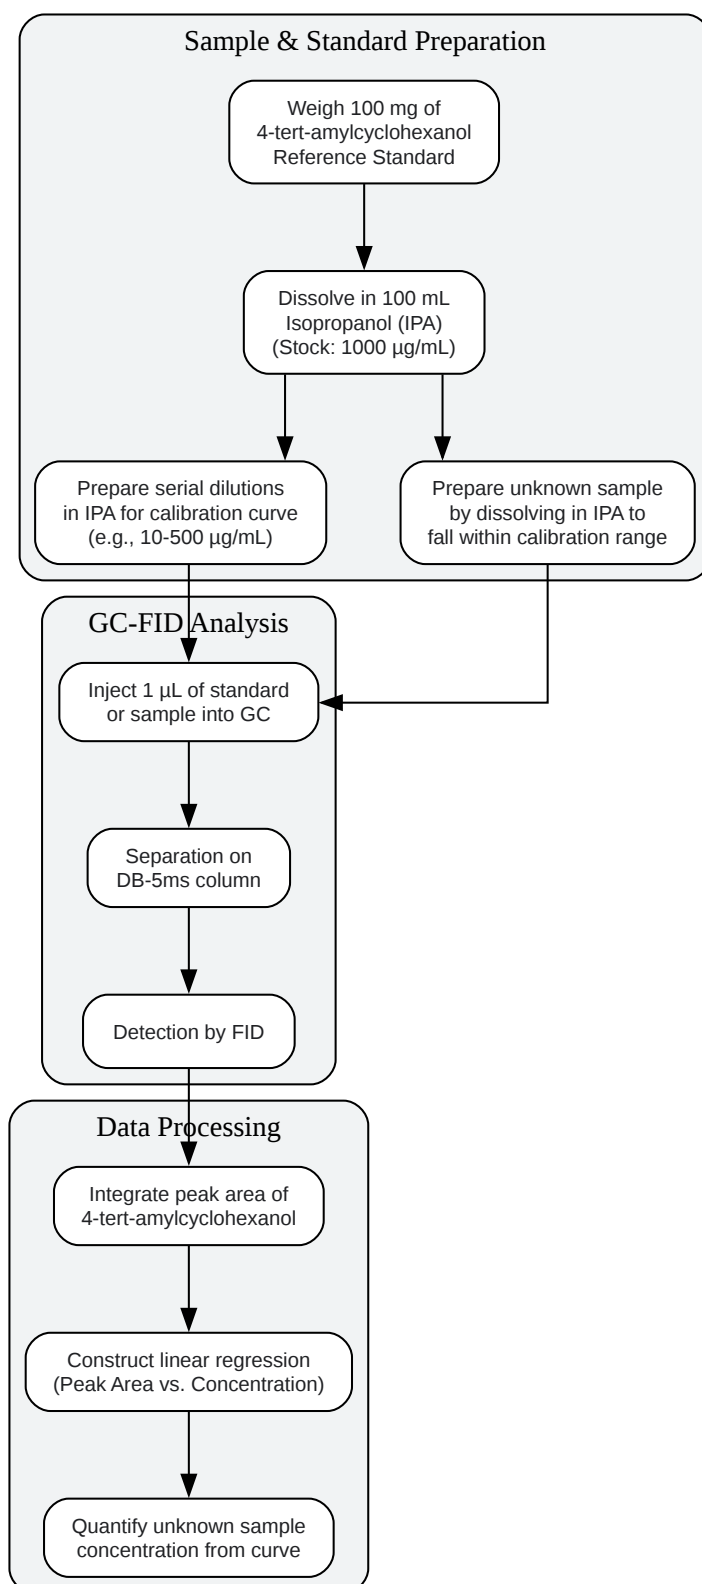 Sample & Standard Preparation
Weigh 100 mg of
4-tert-amylcyclohexanol
Reference Standard
Dissolve in 100 mL
Isopropanol (IPA)
(Stock: 1000 µg/mL)
Prepare serial dilutions
in IPA for calibration curve
(e.g., 10-500 µg/mL)
Prepare unknown sample
by dissolving in IPA to
fall within calibration range
GC-FID Analysis
Inject 1 µL of standard
or sample into GC
Separation on
DB-5ms column
Detection by FID
Data Processing
Integrate peak area of
4-tert-amylcyclohexanol
Construct linear regression
(Peak Area vs. Concentration)
Quantify unknown sample
concentration from curve